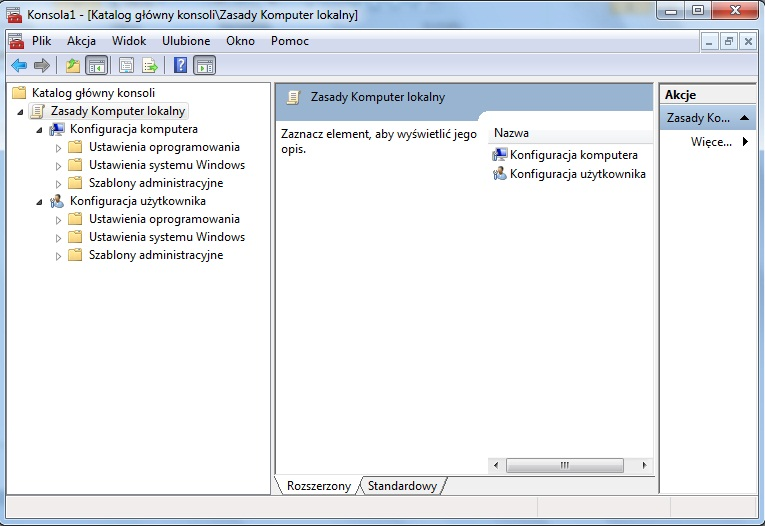 Konsola1 - [Katalog główny konsoli\Zasady Komputer lokalny]
Plik Akcja Widok Ulubione Okno Pomoc
Katalog główny konsoli
Zasady Komputer lokalny
Konfiguracja komputera
Ustawienia oprogramowania
Ustawienia systemu Windows
Szablony administracyjne
Konfiguracja użytkownika
Ustawienia oprogramowania
Ustawienia systemu Windows
Szablony administracyjne
Zasady Komputer lokalny
Zaznacz element, aby wyświetlić jego
opis.
Nazwa
Konfiguracja komputera
Konfiguracja użytkownika
Rozszerzony Standardowy
Akcje
Zasady Ko...
Więce...